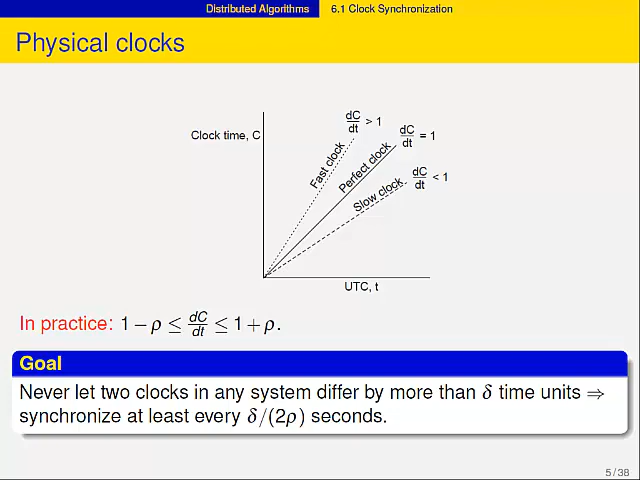 Distributed Algorithms 6.1 Clock Synchronization
Physical clocks
Clock time, C
dC/dt > 1
dC/dt = 1
dC/dt < 1
Fast clock
Perfect clock
Slow clock
UTC, t
In practice: 1 − ρ ≤ dC/dt ≤ 1 + ρ.
Goal
Never let two clocks in any system differ by more than δ time units ⇒
synchronize at least every δ/(2ρ) seconds.
5 / 38